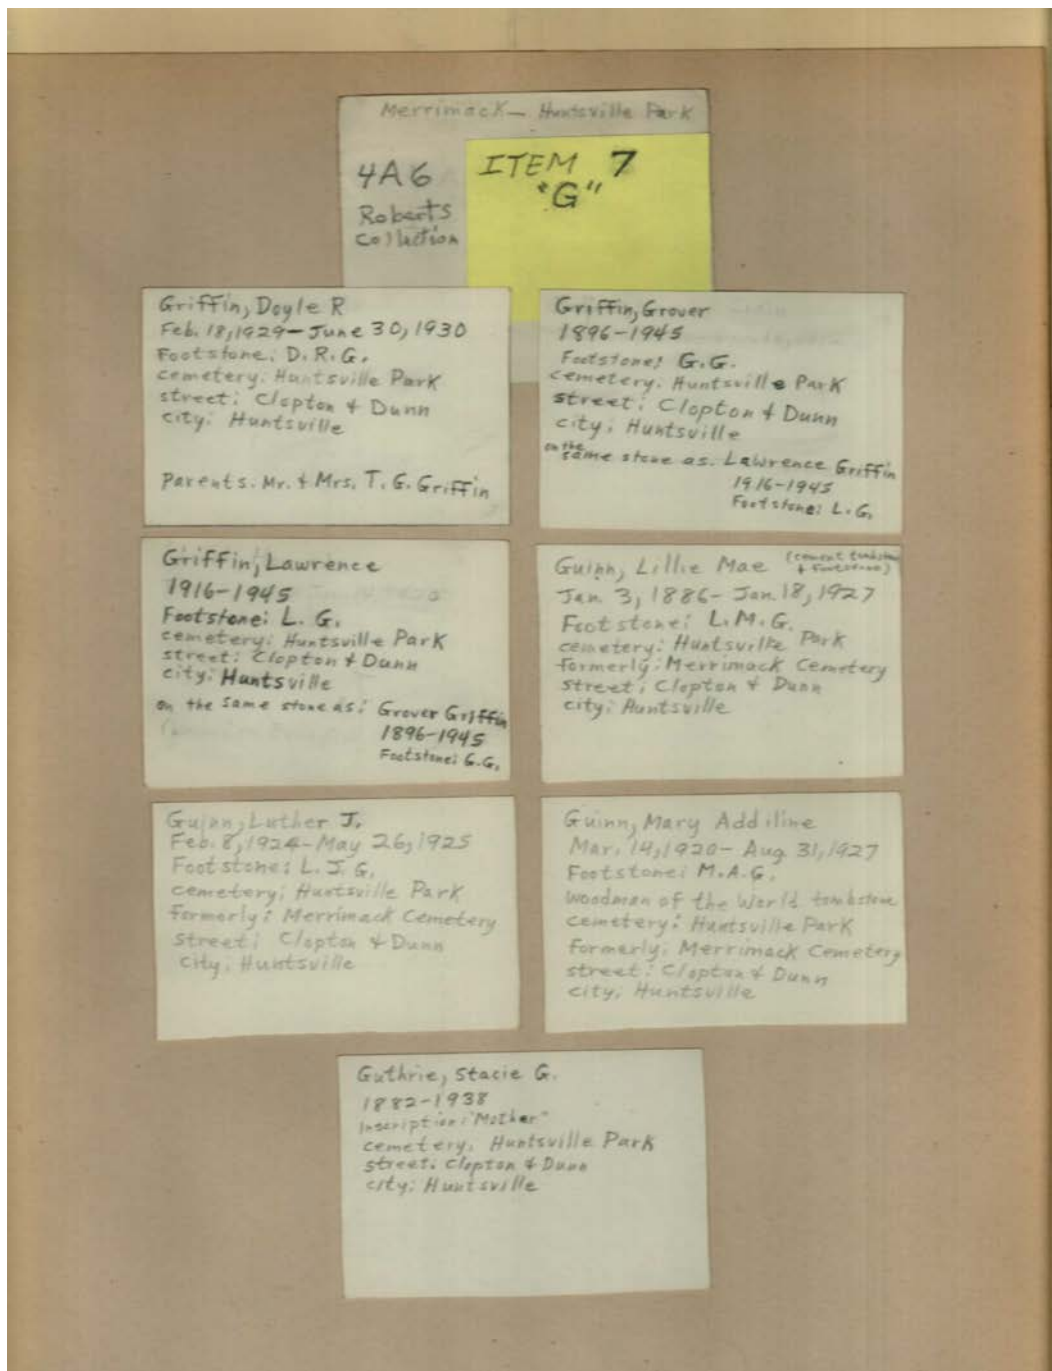 Merrimack – Huntsville Park
4A6
Roberts
Collection
ITEM 7
"G"
Griffin, Doyle R
Feb. 18, 1929 – June 30, 1930
Footstone: D.R.G.
cemetery: Huntsville Park
street: Clopton + Dunn
city: Huntsville
Parents: Mr. + Mrs. T. G. Griffin
Griffin, Grover
1896–1945
Footstone: G.G.
cemetery: Huntsville Park
street: Clopton + Dunn
city: Huntsville
on the same stone as: Lawrence Griffin
1916–1945
Footstone: L.G.
Griffin, Lawrence
1916–1945
Footstone: L. G.
cemetery: Huntsville Park
street: Clopton + Dunn
city: Huntsville
on the same stone as: Grover Griffin
1896–1945
Footstone: G.G.
Guinn, Lillie Mae (cement tombstone
+ footstone)
Jan. 3, 1886 – Jan. 18, 1927
Footstone: L.M.G.
cemetery: Huntsville Park
formerly: Merrimack Cemetery
street: Clopton + Dunn
city: Huntsville
Guinn, Luther J.
Feb. 8, 1924 – May 26, 1925
Footstone: L.J.G.
cemetery: Huntsville Park
formerly: Merrimack Cemetery
street: Clopton + Dunn
city: Huntsville
Guinn, Mary Addiline
Mar. 14, 1920 – Aug 31, 1927
Footstone: M.A.G.
Woodman of the World tombstone
cemetery: Huntsville Park
formerly: Merrimack Cemetery
street: Clopton + Dunn
city: Huntsville
Guthrie, Stacie G.
1882–1938
Inscription: "Mother"
cemetery: Huntsville Park
street: Clopton + Dunn
city: Huntsville